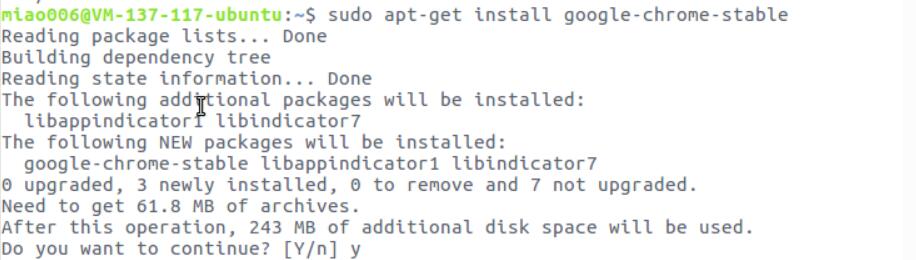 miao006@VM-137-117-ubuntu:~$ sudo apt-get install google-chrome-stable
Reading package lists... Done
Building dependency tree
Reading state information... Done
The following additional packages will be installed:
  libappindicator1 libindicator7
The following NEW packages will be installed:
  google-chrome-stable libappindicator1 libindicator7
0 upgraded, 3 newly installed, 0 to remove and 7 not upgraded.
Need to get 61.8 MB of archives.
After this operation, 243 MB of additional disk space will be used.
Do you want to continue? [Y/n] y